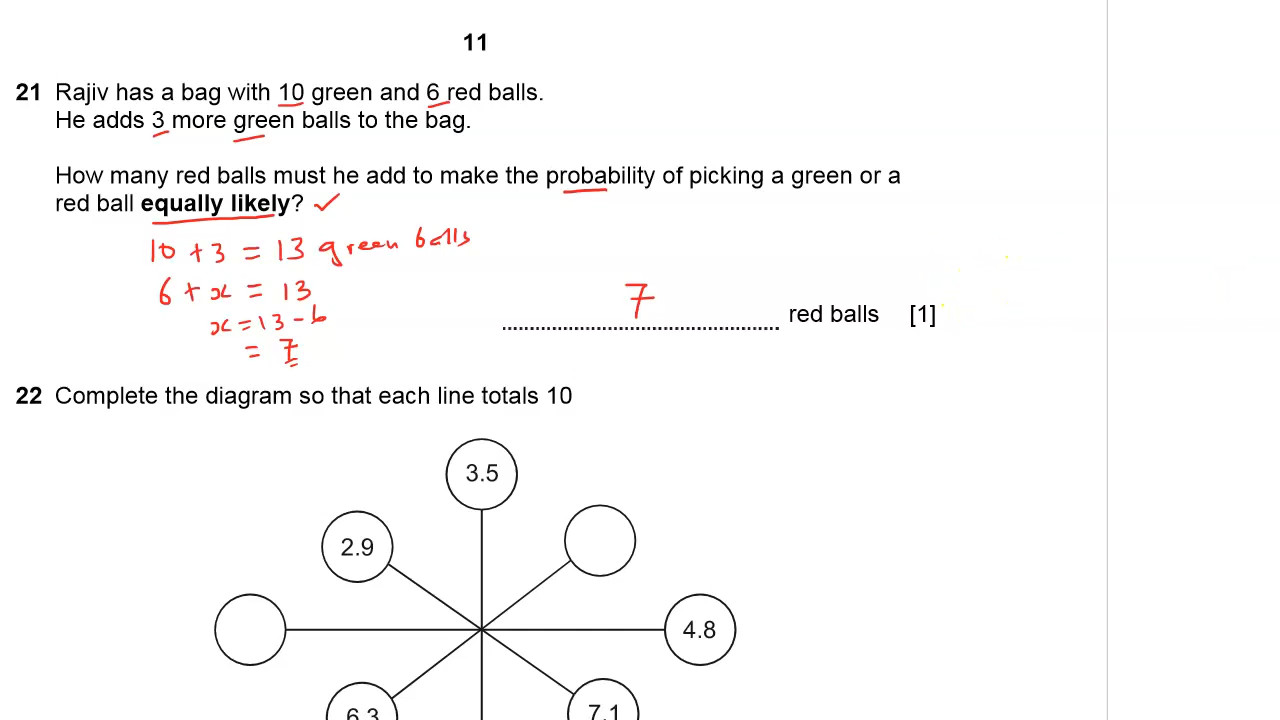 11
21 Rajiv has a bag with 10 green and 6 red balls.
He adds 3 more green balls to the bag.
How many red balls must he add to make the probability of picking a green or a
red ball equally likely? ✓
10 + 3 = 13 green balls
6 + x = 13
x = 13 - 6
= 7
7 red balls [1]
22 Complete the diagram so that each line totals 10
3.5
2.9
4.8
6.3
7.1